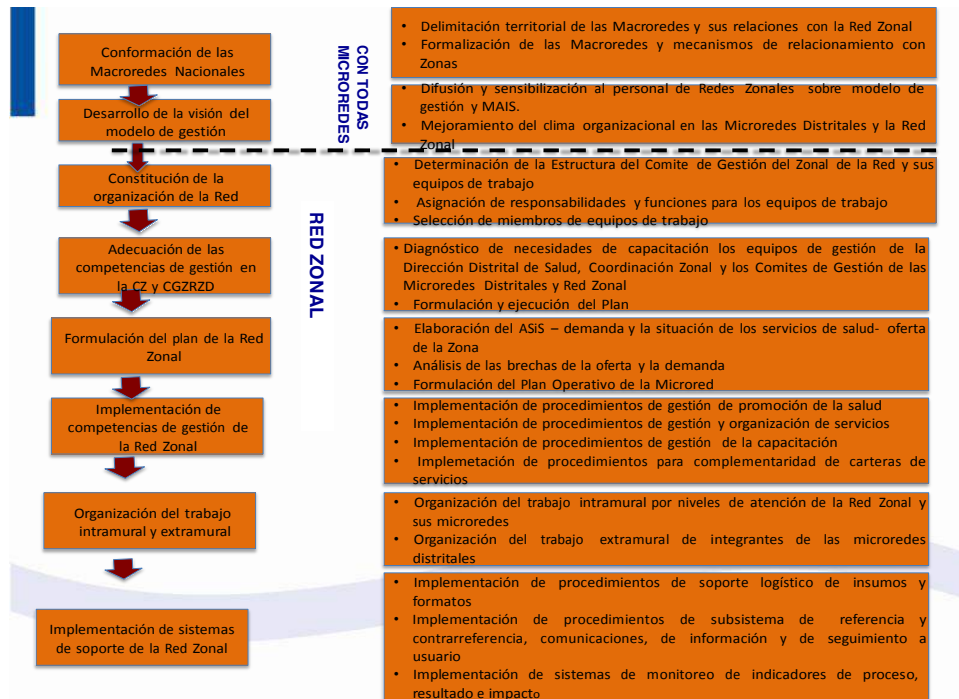 Conformación de las
Macroredes Nacionales
CON TODAS
MICROREDES
• Delimitación territorial de las Macroredes y sus relaciones con la Red Zonal
• Formalización de las Macroredes y mecanismos de relacionamiento con
Zonas
Desarrollo de la visión del
modelo de gestión
• Difusión y sensibilización al personal de Redes Zonales sobre modelo de
gestión y MAIS.
• Mejoramiento del clima organizacional en las Microredes Distritales y la Red
Zonal
RED ZONAL
Constitución de la
organización de la Red
• Determinación de la Estructura del Comite de Gestión del Zonal de la Red y sus
equipos de trabajo
• Asignación de responsabilidades y funciones para los equipos de trabajo
• Selección de miembros de equipos de trabajo
Adecuación de las
competencias de gestión en
la CZ y CGZRZD
• Diagnóstico de necesidades de capacitación los equipos de gestión de la
Dirección Distrital de Salud, Coordinación Zonal y los Comites de Gestión de las
Microredes Distritales y Red Zonal
• Formulación y ejecución del Plan
Formulación del plan de la Red
Zonal
• Elaboración del ASiS – demanda y la situación de los servicios de salud- oferta
de la Zona
• Análisis de las brechas de la oferta y la demanda
• Formulación del Plan Operativo de la Microred
Implementación de
competencias de gestión de
la Red Zonal
• Implementación de procedimientos de gestión de promoción de la salud
• Implementación de procedimientos de gestión y organización de servicios
• Implementación de procedimientos de gestión de la capacitación
• Implemetación de procedimientos para complementaridad de carteras de
servicios
Organización del trabajo
intramural y extramural
• Organización del trabajo intramural por niveles de atención de la Red Zonal y
sus microredes
• Organización del trabajo extramural de integrantes de las microredes
distritales
Implementación de sistemas
de soporte de la Red Zonal
• Implementación de procedimientos de soporte logístico de insumos y
formatos
• Implementación de procedimientos de subsistema de referencia y
contrarreferencia, comunicaciones, de información y de seguimiento a
usuario
• Implementación de sistemas de monitoreo de indicadores de proceso,
resultado e impacto